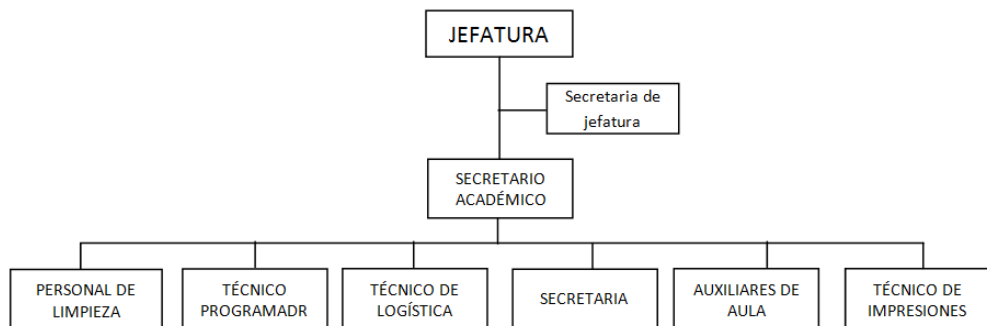 JEFATURA
Secretaria de
jefatura
SECRETARIO
ACADÉMICO
PERSONAL DE
LIMPIEZA
TÉCNICO
PROGRAMADR
TÉCNICO DE
LOGÍSTICA
SECRETARIA
AUXILIARES DE
AULA
TÉCNICO DE
IMPRESIONES